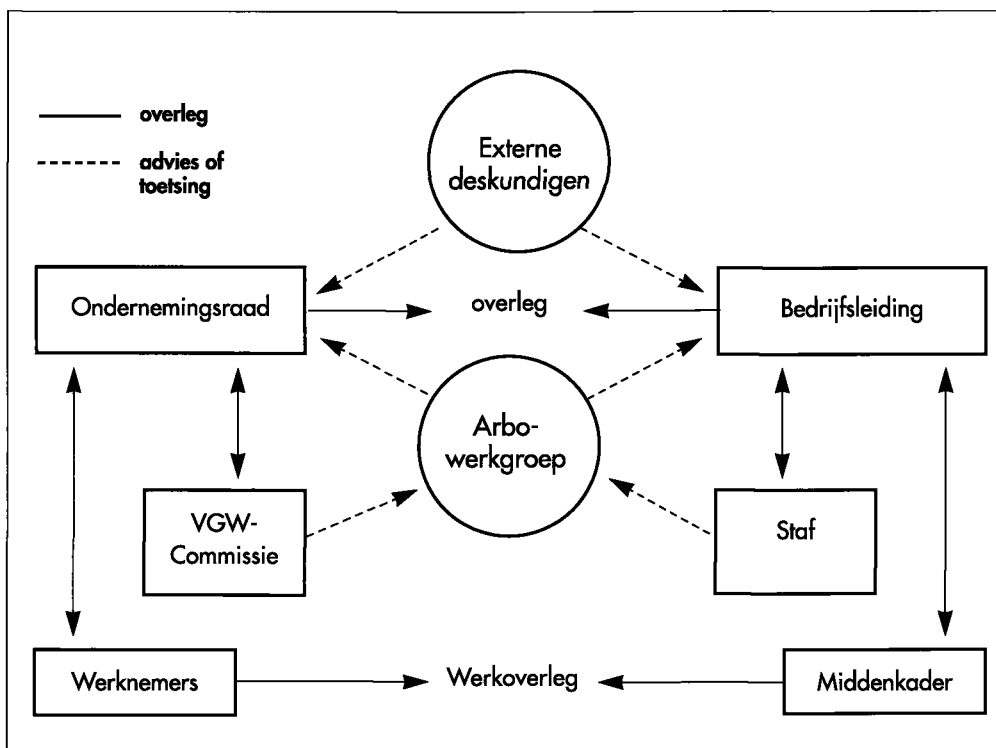 overleg
advies of
toetsing
Externe
deskundigen
Ondernemingsraad
overleg
Bedrijfsleiding
Arbo-
werkgroep
VGW-
Commissie
Staf
Werknemers
Werkoverleg
Middenkader